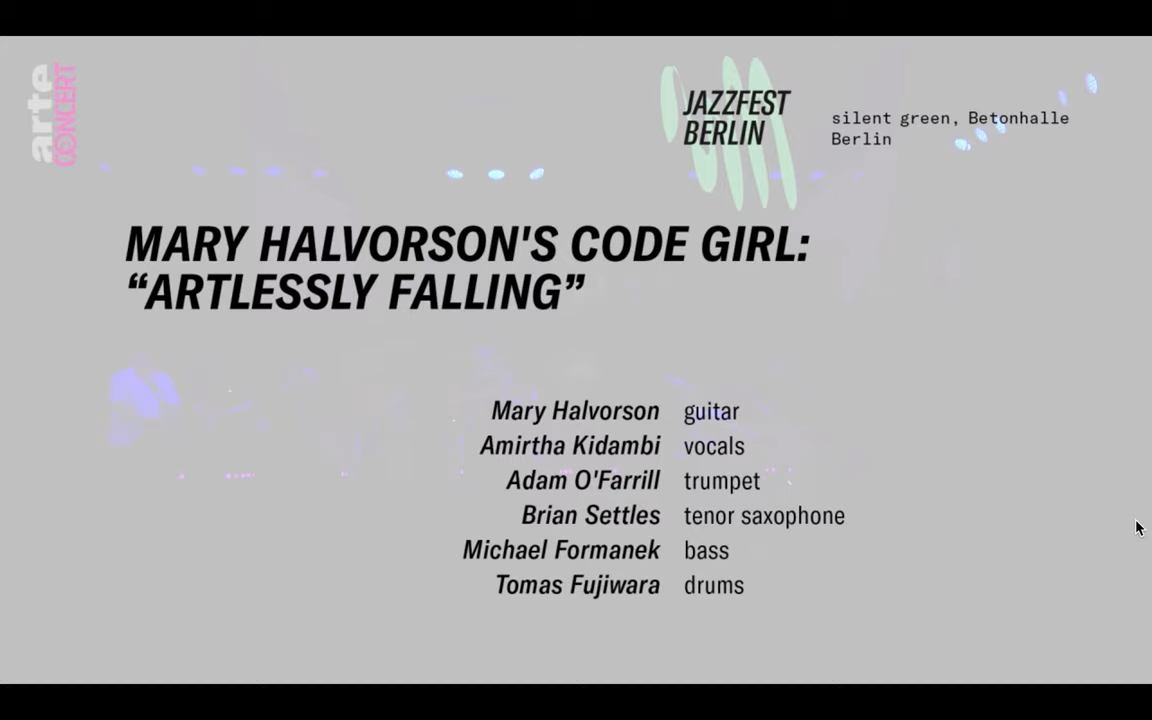 arte
CONCERT
JAZZFEST
BERLIN
silent green, Betonhalle
Berlin
MARY HALVORSON'S CODE GIRL:
“ARTLESSLY FALLING”
Mary Halvorson guitar
Amirtha Kidambi vocals
Adam O'Farrill trumpet
Brian Settles tenor saxophone
Michael Formanek bass
Tomas Fujiwara drums